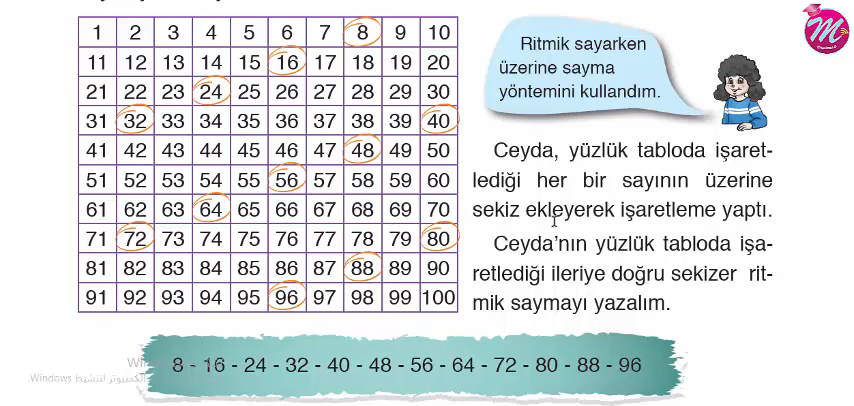 1 2 3 4 5 6 7 8 9 10
11 12 13 14 15 16 17 18 19 20
21 22 23 24 25 26 27 28 29 30
31 32 33 34 35 36 37 38 39 40
41 42 43 44 45 46 47 48 49 50
51 52 53 54 55 56 57 58 59 60
61 62 63 64 65 66 67 68 69 70
71 72 73 74 75 76 77 78 79 80
81 82 83 84 85 86 87 88 89 90
91 92 93 94 95 96 97 98 99 100
Ritmik sayarken
üzerine sayma
yöntemini kullandım.
Ceyda, yüzlük tabloda işaret-
lediği her bir sayının üzerine
sekiz ekleyerek işaretleme yaptı.
Ceyda'nın yüzlük tabloda işa-
retlediği ileriye doğru sekizer rit-
mik saymayı yazalım.
8 - 16 - 24 - 32 - 40 - 48 - 56 - 64 - 72 - 80 - 88 - 96
الكمبيوتر لتنشيط Windows.